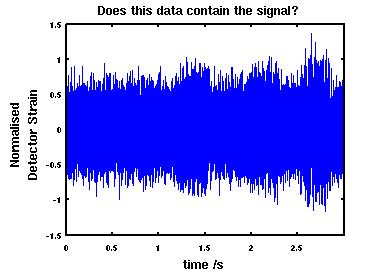 Does this data contain the signal?
1.5
1
0.5
0
-0.5
-1
-1.5
Normalised
Detector Strain
0 0.5 1 1.5 2 2.5
time /s